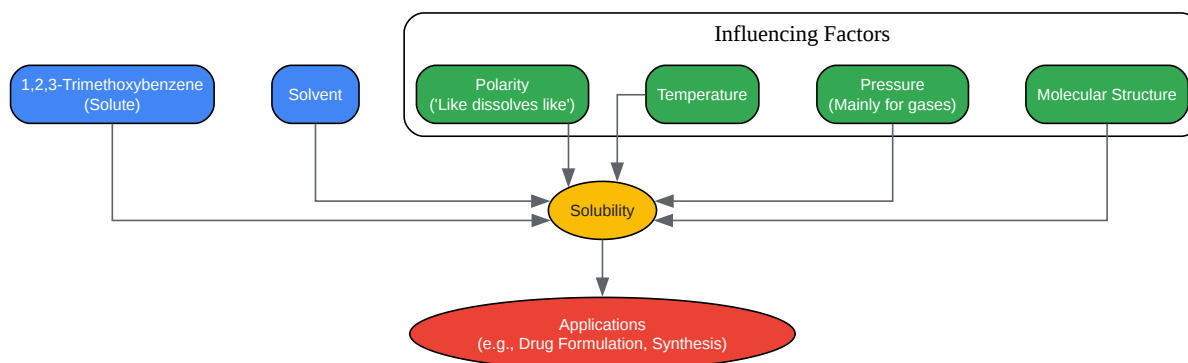 Influencing Factors
1,2,3-Trimethoxybenzene
(Solute)
Solvent
Polarity
('Like dissolves like')
Temperature
Pressure
(Mainly for gases)
Molecular Structure
Solubility
Applications
(e.g., Drug Formulation, Synthesis)